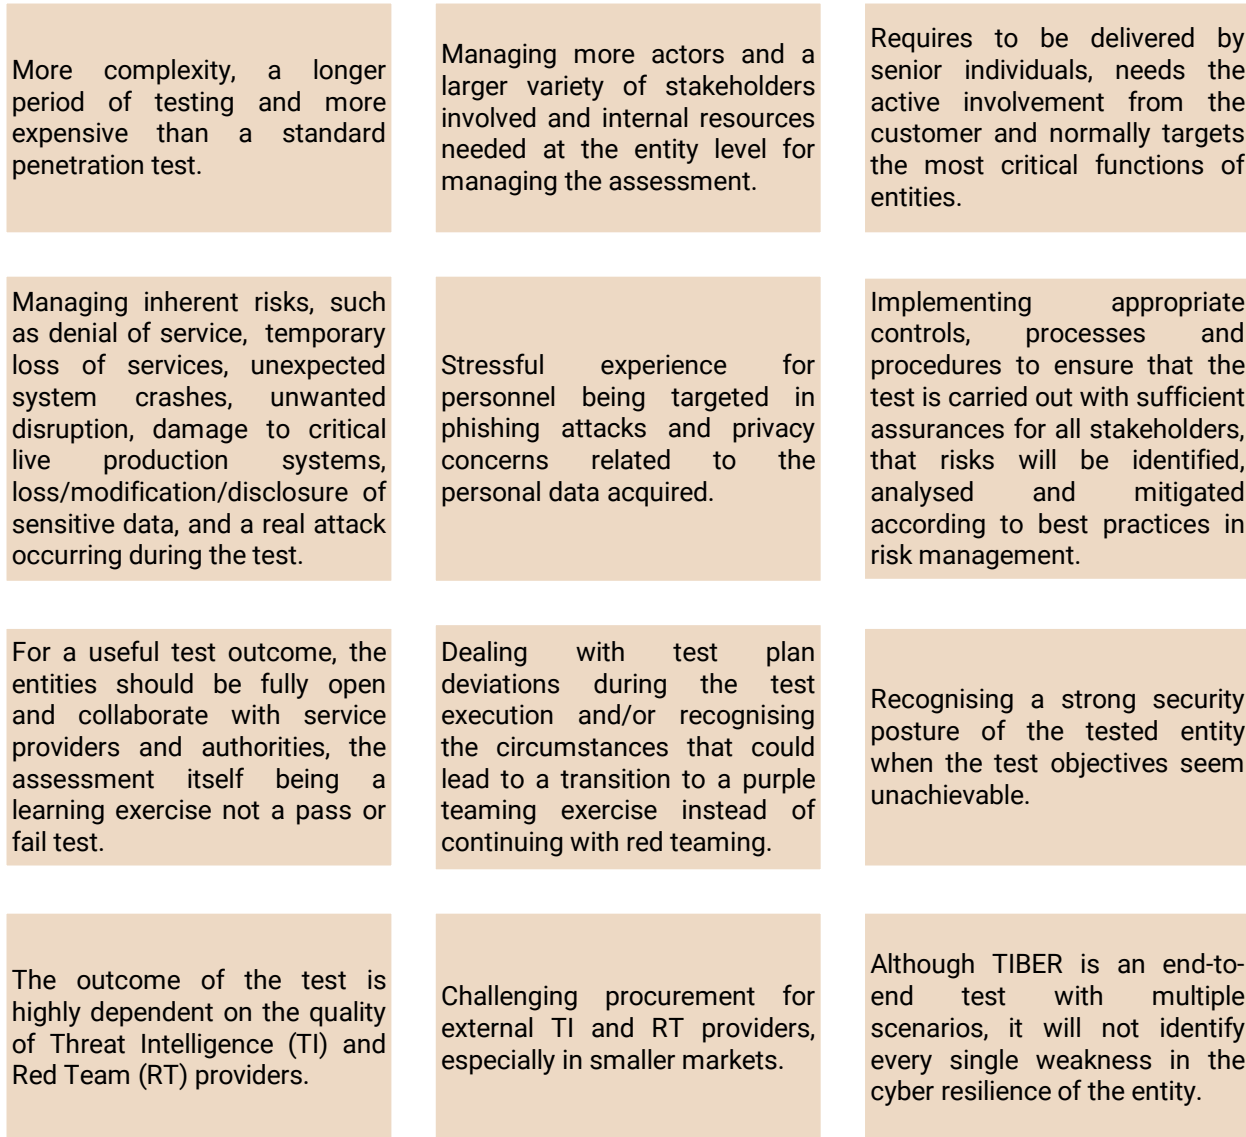 More complexity, a longer
period of testing and more
expensive than a standard
penetration test.
Managing more actors and a
larger variety of stakeholders
involved and internal resources
needed at the entity level for
managing the assessment.
Requires to be delivered by
senior individuals, needs the
active involvement from the
customer and normally targets
the most critical functions of
entities.
Managing inherent risks, such
as denial of service, temporary
loss of services, unexpected
system crashes, unwanted
disruption, damage to critical
live production systems,
loss/modification/disclosure of
sensitive data, and a real attack
occurring during the test.
Stressful experience for
personnel being targeted in
phishing attacks and privacy
concerns related to the
personal data acquired.
Implementing appropriate
controls, processes and
procedures to ensure that the
test is carried out with sufficient
assurances for all stakeholders,
that risks will be identified,
analysed and mitigated
according to best practices in
risk management.
For a useful test outcome, the
entities should be fully open
and collaborate with service
providers and authorities, the
assessment itself being a
learning exercise not a pass or
fail test.
Dealing with test plan
deviations during the test
execution and/or recognising
the circumstances that could
lead to a transition to a purple
teaming exercise instead of
continuing with red teaming.
Recognising a strong security
posture of the tested entity
when the test objectives seem
unachievable.
The outcome of the test is
highly dependent on the quality
of Threat Intelligence (TI) and
Red Team (RT) providers.
Challenging procurement for
external TI and RT providers,
especially in smaller markets.
Although TIBER is an end-to-
end test with multiple
scenarios, it will not identify
every single weakness in the
cyber resilience of the entity.